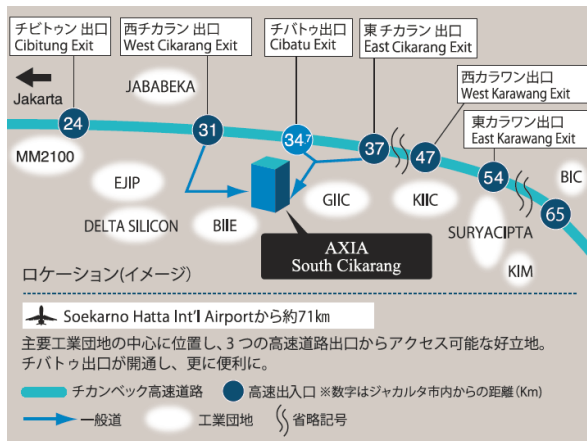 チビトゥン 出口
Cibitung Exit
西チカラン 出口
West Cikarang Exit
チバトゥ出口
Cibatu Exit
東 チカラン 出口
East Cikarang Exit
西カラワン 出口
West Karawang Exit
東カラワン出口
East Karawang Exit
Jakarta
JABABEKA
24
31
34.7
37
47
54
65
MM2100
EJIP
DELTA SILICON
BIIE
GIIC
KIIC
BIC
SURYACIPTA
KIM
AXIA
South Cikarang
ロケーション(イメージ)
Soekarno Hatta Int'l Airportから約71㎞
主要工業団地の中心に位置し、3 つの高速道路出口からアクセス可能な好立地。
チバトゥ出口が開通し、更に便利に。
チカンペック高速道路
高速出入口 ※数字はジャカルタ市内からの距離(Km)
一般道
工業団地
省略記号